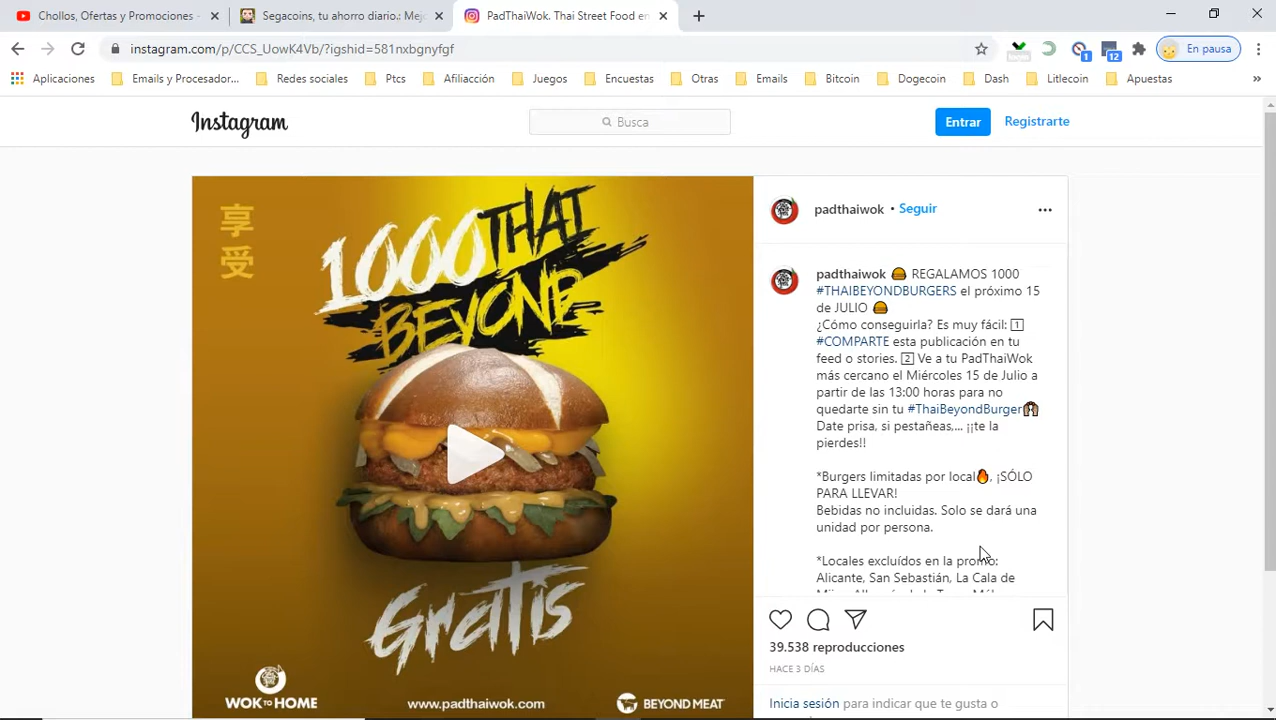 Chollos, Ofertas y Promociones -
Segacoins, tu ahorro diario.: Mejo
PadThaiWok. Thai Street Food en
instagram.com/p/CCS_UowK4Vb/?igshid=581nxbgnyfgf
1
12
En pausa
Aplicaciones
Emails y Procesador...
Redes sociales
Ptcs
Afiliacción
Juegos
Encuestas
Otras
Emails
Bitcoin
Dogecoin
Dash
Litlecoin
Apuestas
»
Instagram
Busca
Entrar
Registrarte
享受
1000 THAI
BEYOND
Gratis
WOK TO HOME
www.padthaiwok.com
BEYOND MEAT
padthaiwok • Seguir
padthaiwok 🍔 REGALAMOS 1000
#THAIBEYONDBURGERS el próximo 15
de JULIO 🍔
¿Cómo conseguirla? Es muy fácil: 1️⃣
#COMPARTE esta publicación en tu
feed o stories. 2️⃣ Ve a tu PadThaiWok
más cercano el Miércoles 15 de Julio a
partir de las 13:00 horas para no
quedarte sin tu #ThaiBeyondBurger
Date prisa, si pestañeas,... ¡¡te la
pierdes!!
*Burgers limitadas por local🔥, ¡SÓLO
PARA LLEVAR!
Bebidas no incluidas. Solo se dará una
unidad por persona.
*Locales excluídos en la promo:
Alicante, San Sebastián, La Cala de
39.538 reproducciones
HACE 3 DÍAS
Inicia sesión para indicar que te gusta o